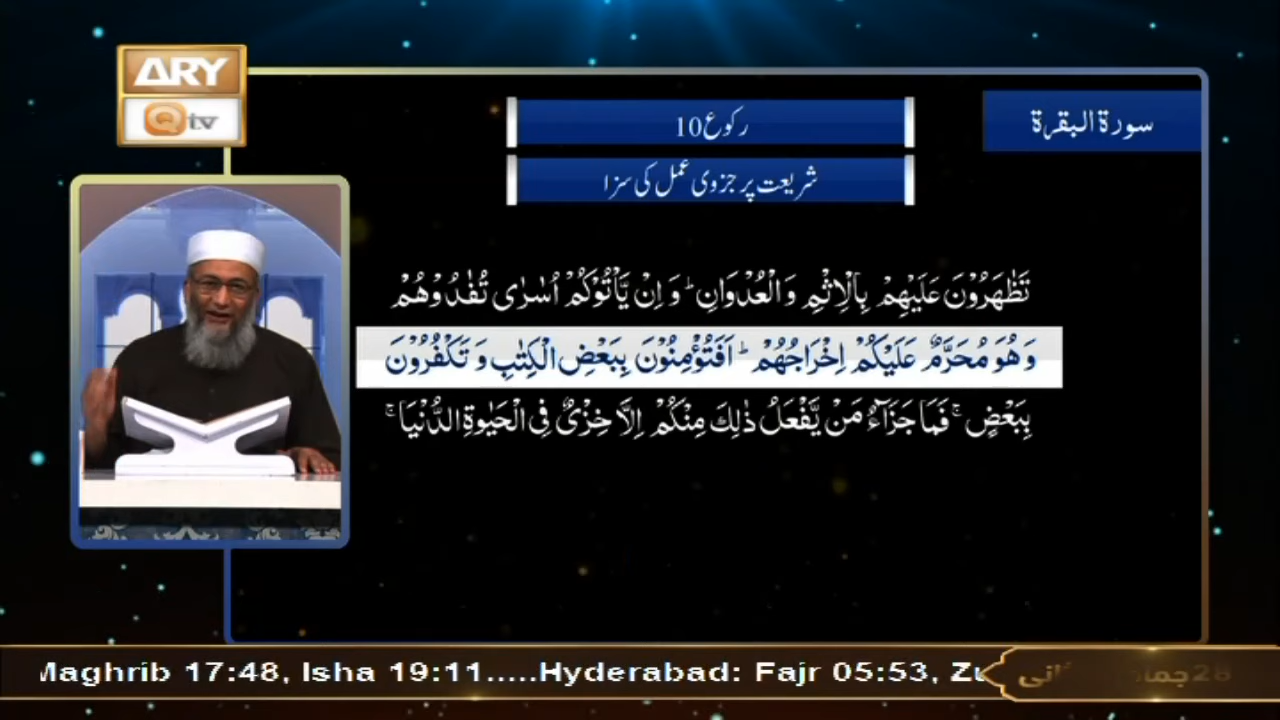 ARY
Qtv
سورۃ البقرۃ
رکوع 10
شریعت پر جزوی عمل کی سزا
تَظٰهَرُوْنَ عَلَیْهِمْ بِالْاِثْمِ وَ الْعُدْوَانِ ؕ وَ اِنْ یَّاْتُوْكُمْ اُسٰرٰی تُفٰدُوْهُمْ
وَ هُوَ مُحَرَّمٌ عَلَیْكُمْ اِخْرَاجُهُمْ ؕ اَفَتُؤْمِنُوْنَ بِبَعْضِ الْكِتٰبِ وَ تَكْفُرُوْنَ
بِبَعْضٍ ۚ فَمَا جَزَآءُ مَنْ یَّفْعَلُ ذٰلِكَ مِنْكُمْ اِلَّا خِزْیٌ فِی الْحَیٰوةِ الدُّنْیَا ۚ
Maghrib 17:48, Isha 19:11.....Hyderabad: Fajr 05:53, Zu
28